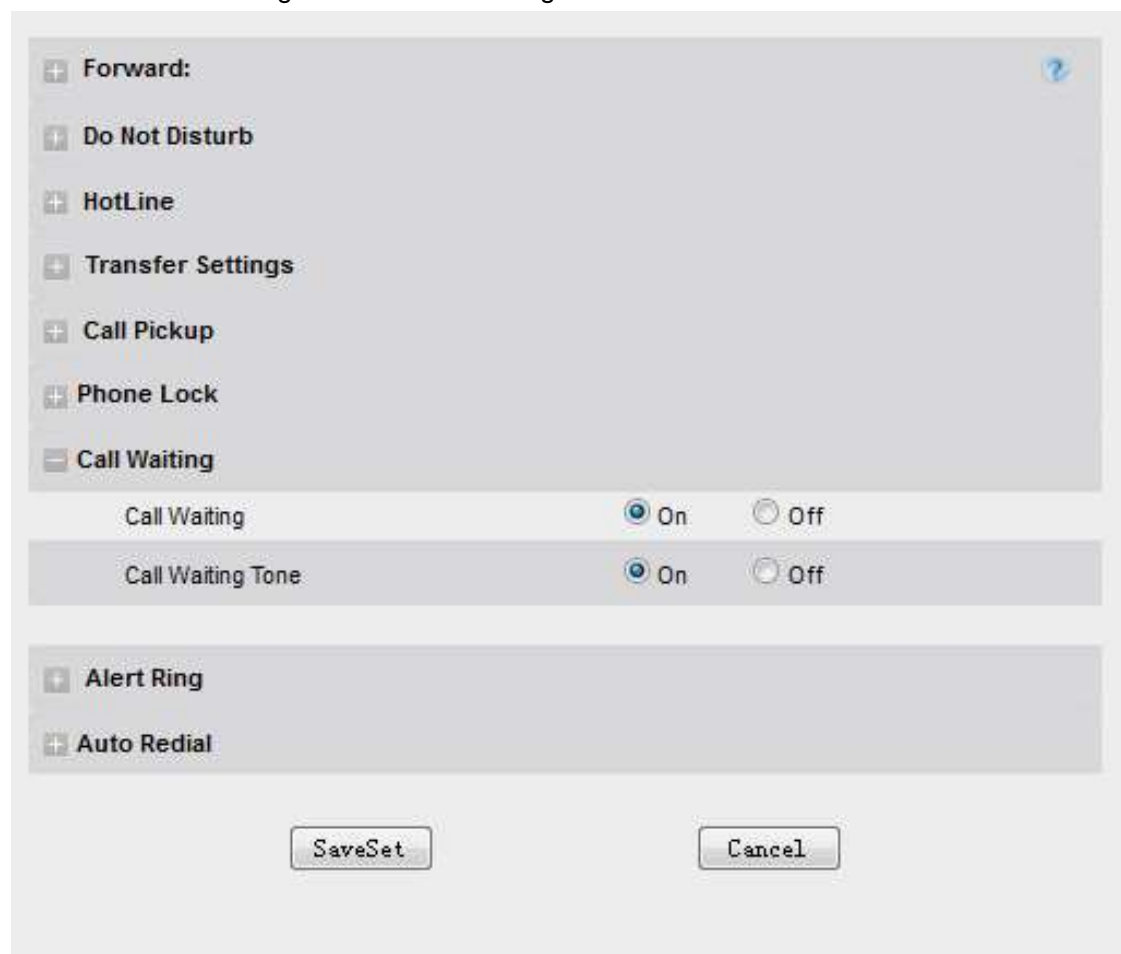 Forward:
Do Not Disturb
HotLine
Transfer Settings
Call Pickup
Phone Lock
Call Waiting
Call Waiting On Off
Call Waiting Tone On Off
Alert Ring
Auto Redial
SaveSet Cancel